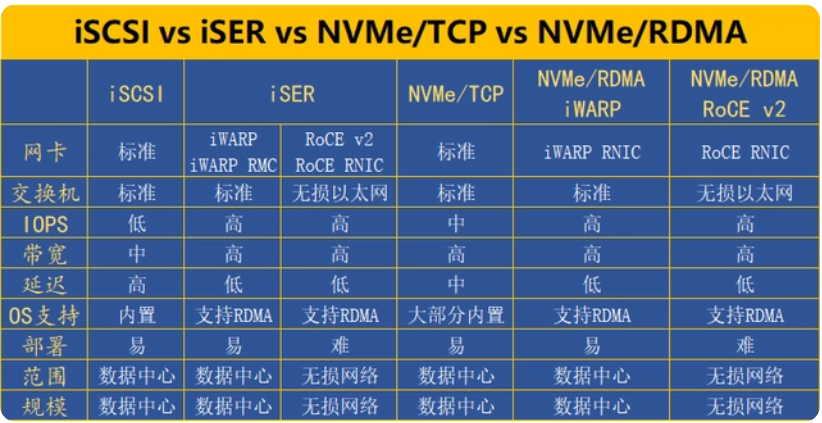 iSCSI vs iSER vs NVMe/TCP vs NVMe/RDMA
iSCSI iSER NVMe/TCP NVMe/RDMA iWARP NVMe/RDMA RoCE v2
网卡 标准 iWARP iWARP RMC RoCE v2 RoCE RNIC 标准 iWARP RNIC RoCE RNIC
交换机 标准 标准 无损以太网 标准 标准 无损以太网
IOPS 低 高 高 中 高 高
带宽 中 高 高 高 高 高
延迟 高 低 低 中 低 低
OS支持 内置 支持RDMA 支持RDMA 大部分内置 支持RDMA 支持RDMA
部署 易 易 难 易 易 难
范围 数据中心 数据中心 无损网络 数据中心 数据中心 无损网络
规模 数据中心 数据中心 无损网络 数据中心 数据中心 无损网络